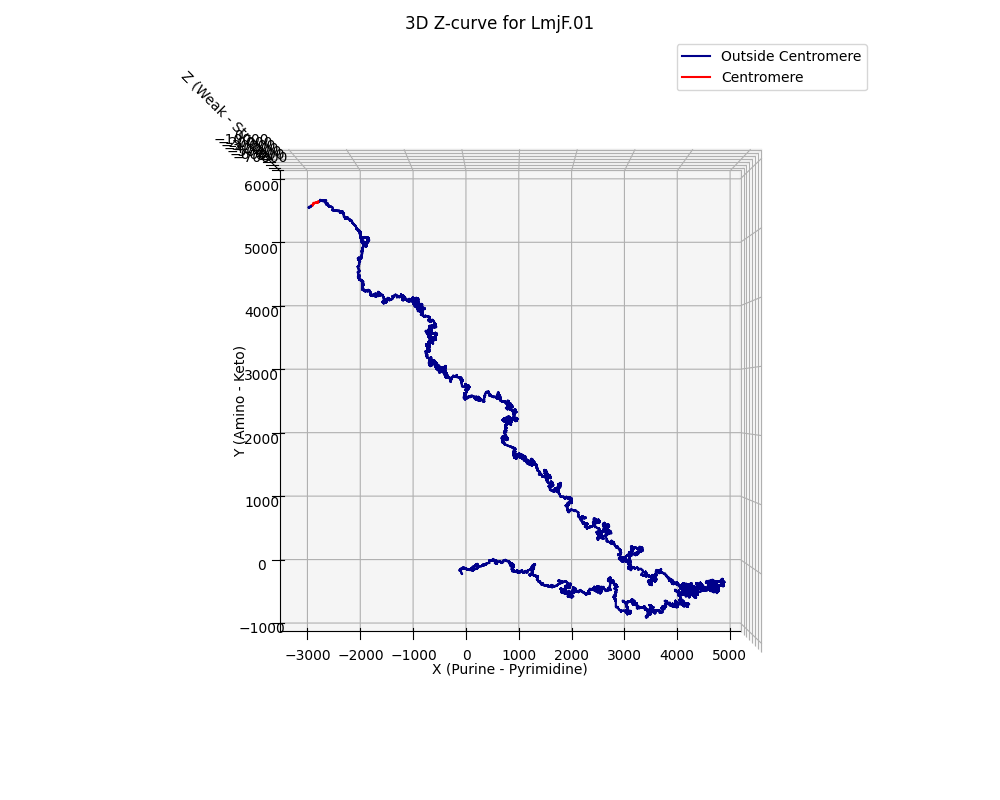 3D Z-curve for LmjF.01
Outside Centromere
Centromere
Z (Weak -
6000
5000
4000
3000
2000
1000
0
−1000
Y (Amino - Keto)
−3000 −2000 −1000 0 1000 2000 3000 4000 5000
X (Purine - Pyrimidine)